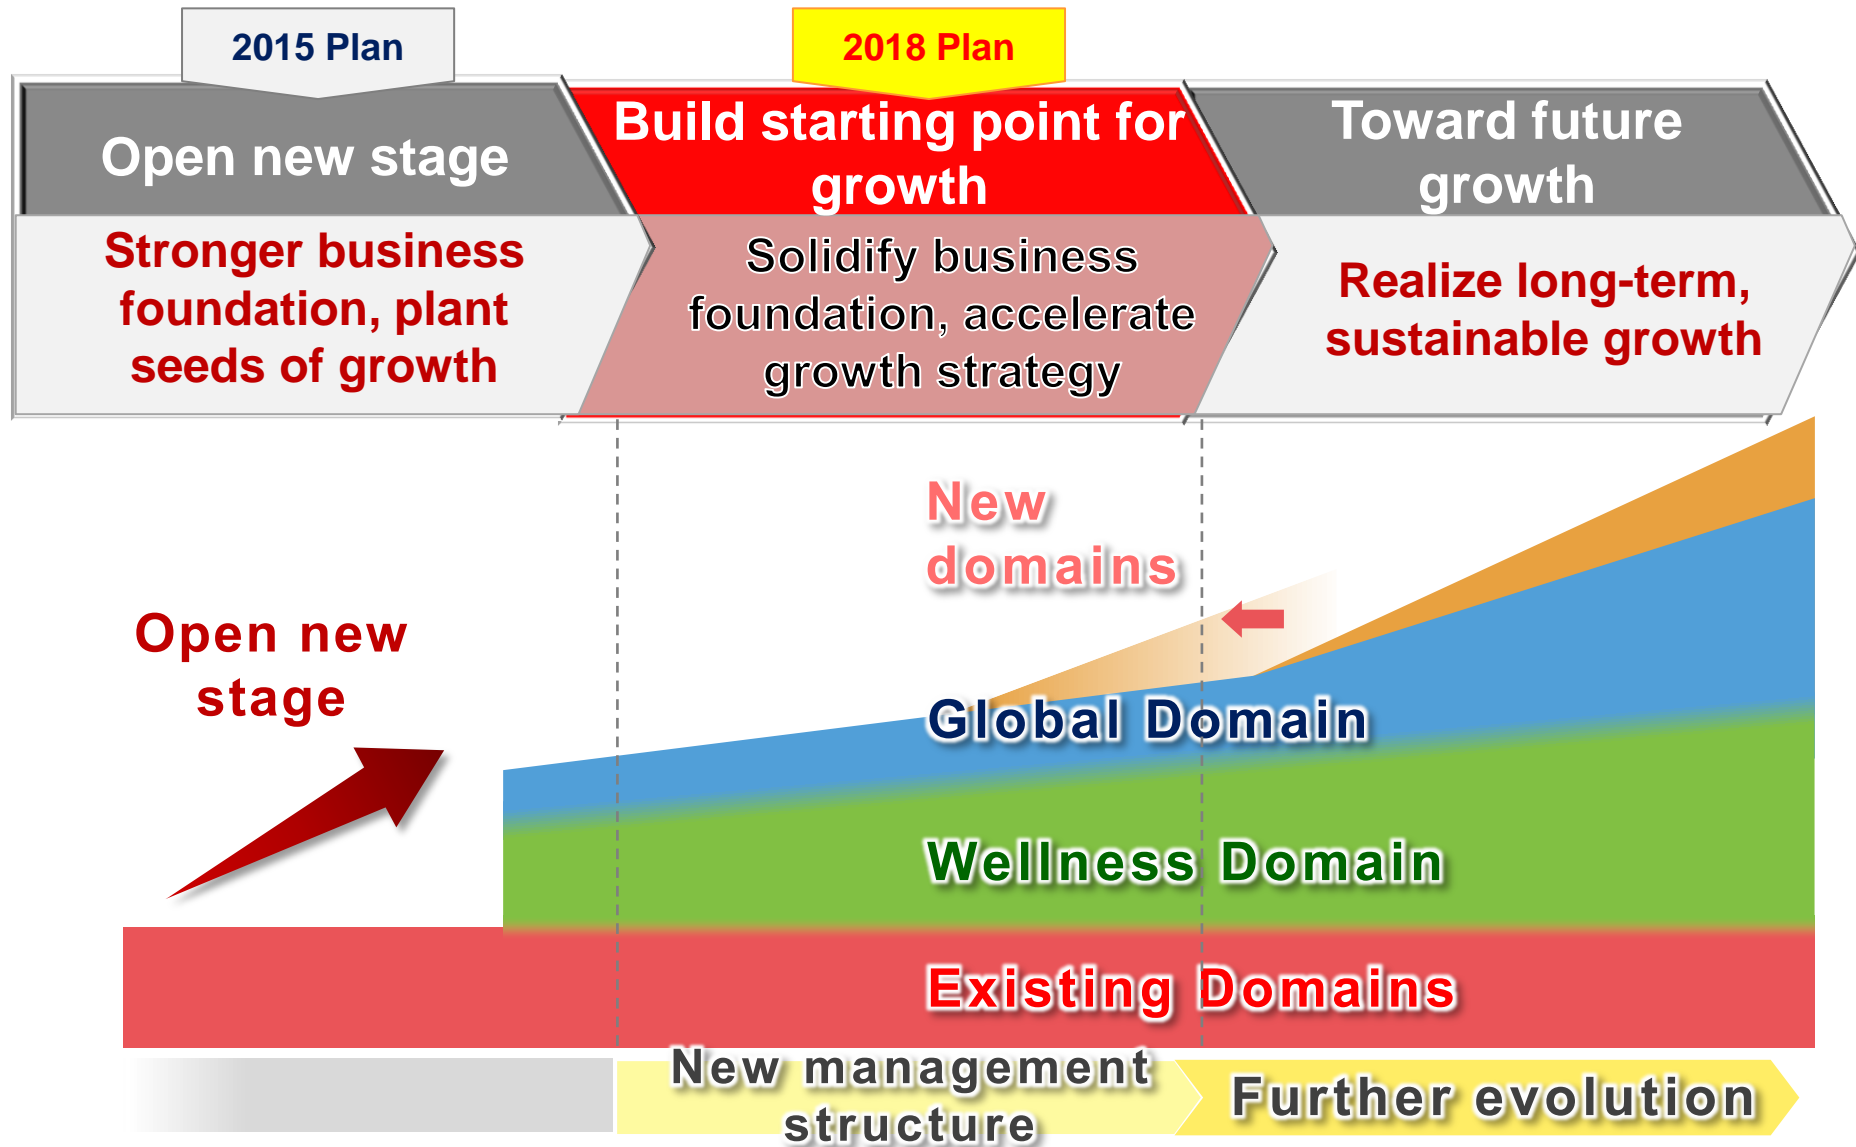 2015 Plan
2018 Plan
Open new stage
Build starting point for
growth
Toward future
growth
Stronger business
foundation, plant
seeds of growth
Solidify business
foundation, accelerate
growth strategy
Realize long-term,
sustainable growth
New
domains
Open new
stage
Global Domain
Wellness Domain
Existing Domains
New management
structure
Further evolution